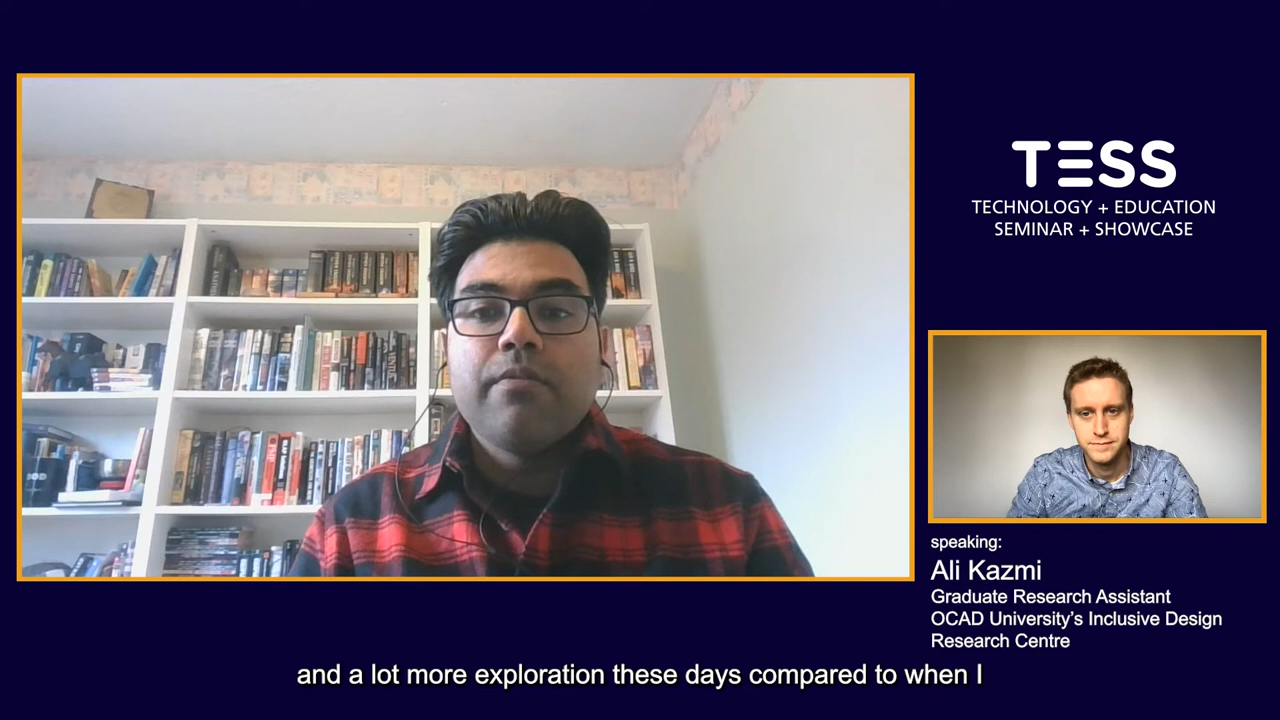 TESS
TECHNOLOGY + EDUCATION
SEMINAR + SHOWCASE
speaking:
Ali Kazmi
Graduate Research Assistant
OCAD University's Inclusive Design
Research Centre
and a lot more exploration these days compared to when I